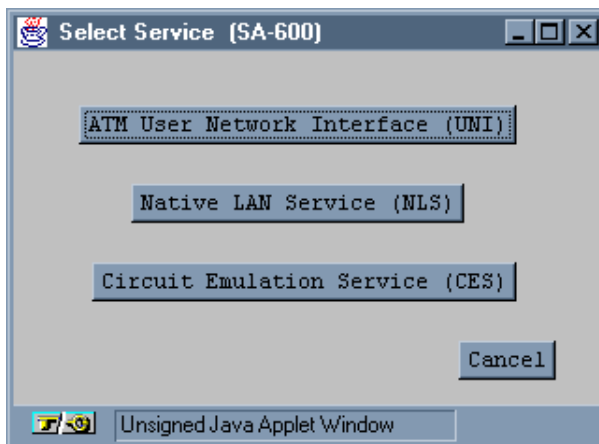 Select Service (SA-600)
ATM User Network Interface (UNI)
Native LAN Service (NLS)
Circuit Emulation Service (CES)
Cancel
Unsigned Java Applet Window